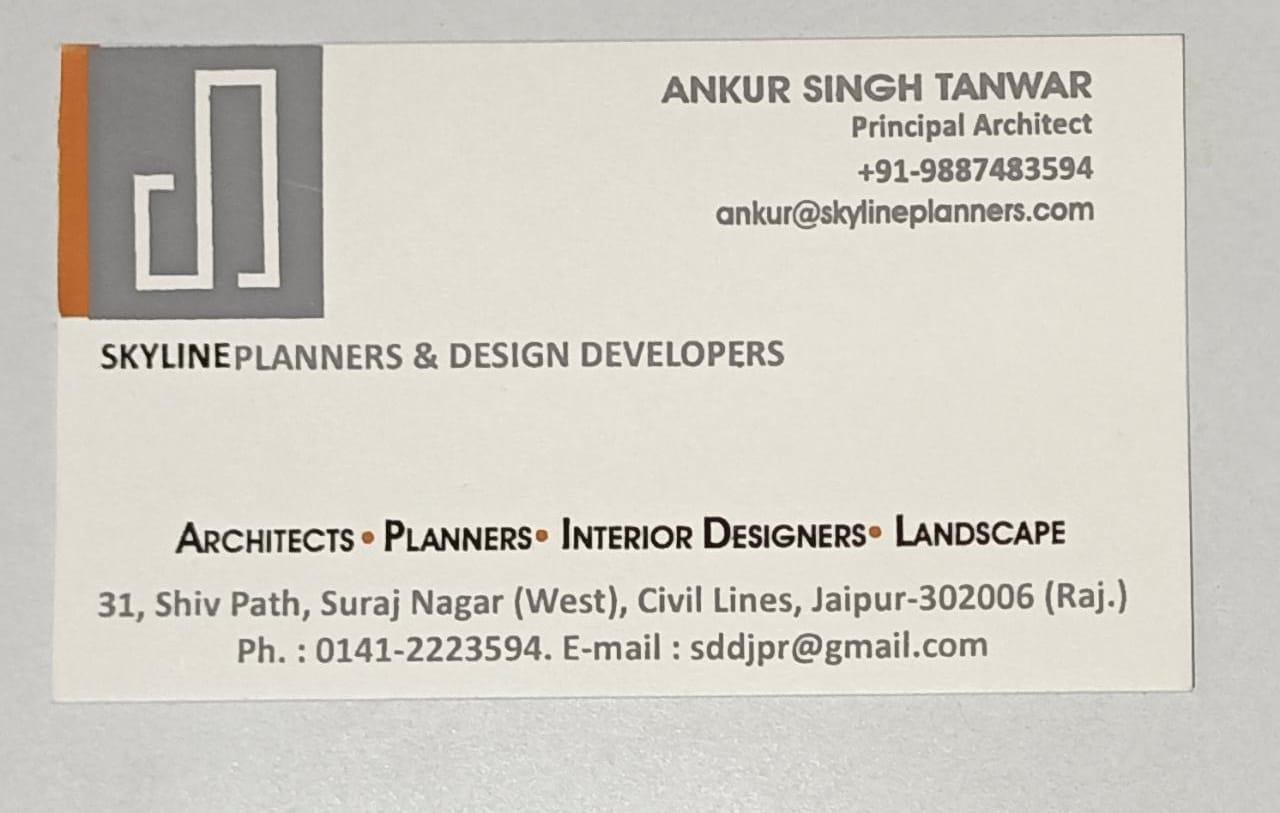 ANKUR SINGH TANWAR
Principal Architect
+91-9887483594
ankur@skylineplanners.com
SKYLINEPLANNERS & DESIGN DEVELOPERS
ARCHITECTS • PLANNERS• INTERIOR DESIGNERS• LANDSCAPE
31, Shiv Path, Suraj Nagar (West), Civil Lines, Jaipur-302006 (Raj.)
Ph. : 0141-2223594. E-mail : sddjpr@gmail.com